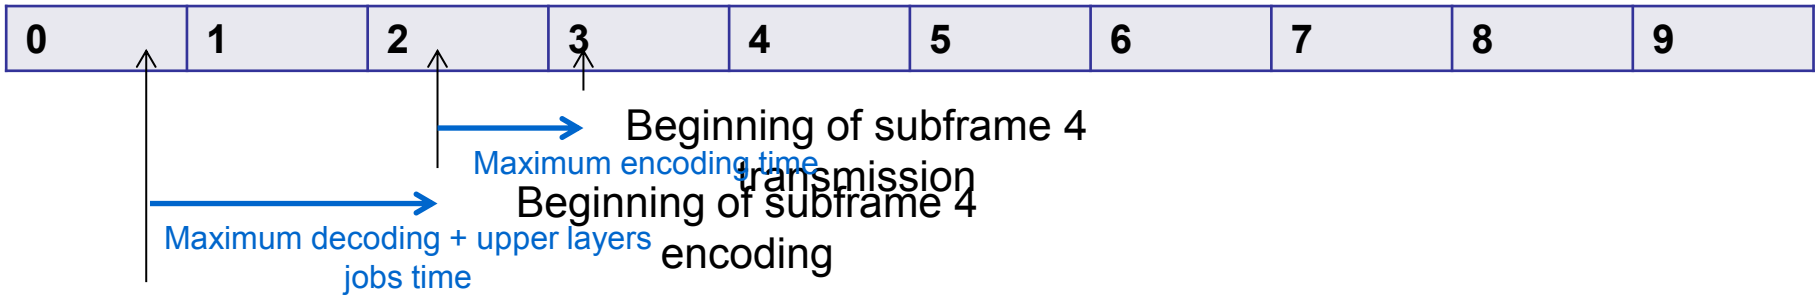 0 1 2 3 4 5 6 7 8 9
Beginning of subframe 4
transmission
Maximum encoding time
Beginning of subframe 4
encoding
Maximum decoding + upper layers
jobs time